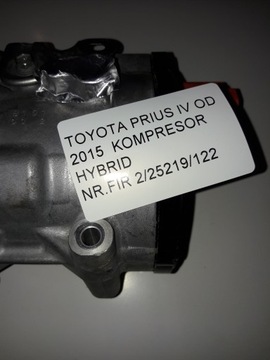 TOYOTA PRIUS IV OD
2015 KOMPRESOR
HYBRID
NR.FIR 2/25219/122